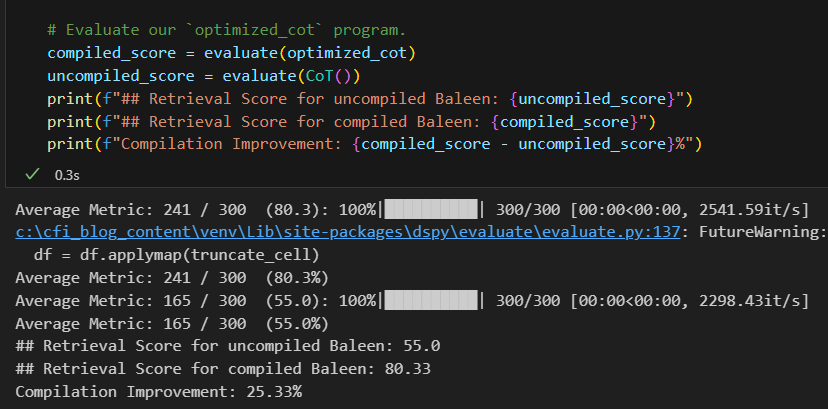 # Evaluate our `optimized_cot` program.
compiled_score = evaluate(optimized_cot)
uncompiled_score = evaluate(CoT())
print(f"## Retrieval Score for uncompiled Baleen: {uncompiled_score}")
print(f"## Retrieval Score for compiled Baleen: {compiled_score}")
print(f"Compilation Improvement: {compiled_score - uncompiled_score}%")
0.3s
Average Metric: 241 / 300  (80.3): 100%|██████████| 300/300 [00:00<00:00, 2541.59it/s]
c:\cfi_blog_content\venv\Lib\site-packages\dspy\evaluate\evaluate.py:137: FutureWarning:
  df = df.applymap(truncate_cell)
Average Metric: 241 / 300  (80.3%)
Average Metric: 165 / 300  (55.0): 100%|██████████| 300/300 [00:00<00:00, 2298.43it/s]
Average Metric: 165 / 300  (55.0%)
## Retrieval Score for uncompiled Baleen: 55.0
## Retrieval Score for compiled Baleen: 80.33
Compilation Improvement: 25.33%